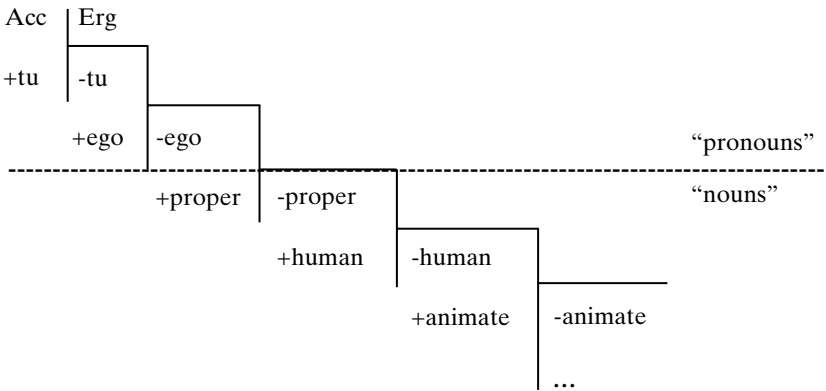 Acc Erg
+tu -tu
+ego -ego
“pronouns”
+proper -proper
“nouns”
+human -human
+animate -animate
...